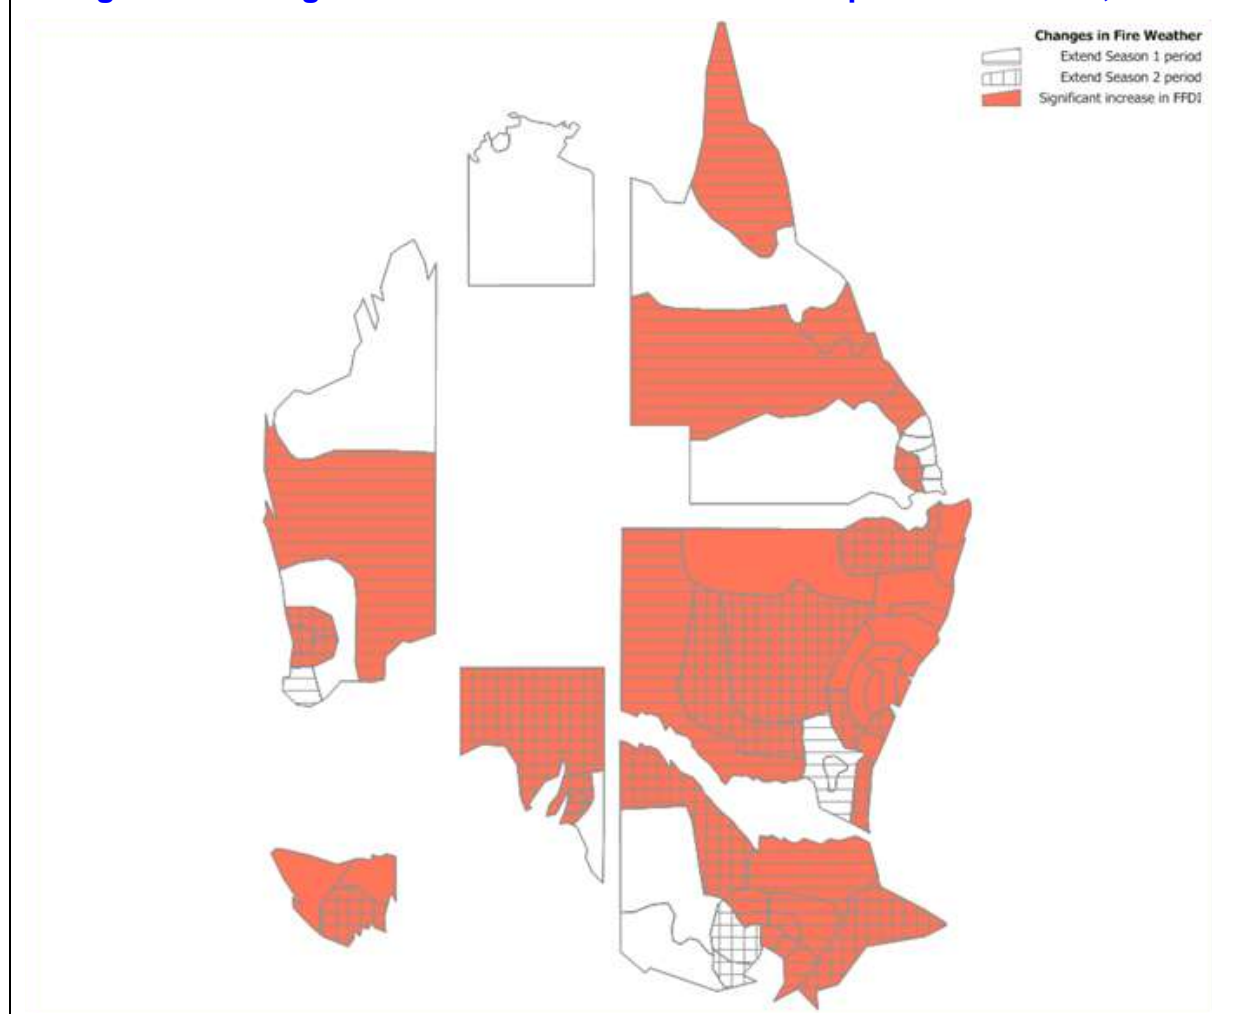 Changes in Fire Weather
Extend Season 1 period
Extend Season 2 period
Significant increase in FFDI